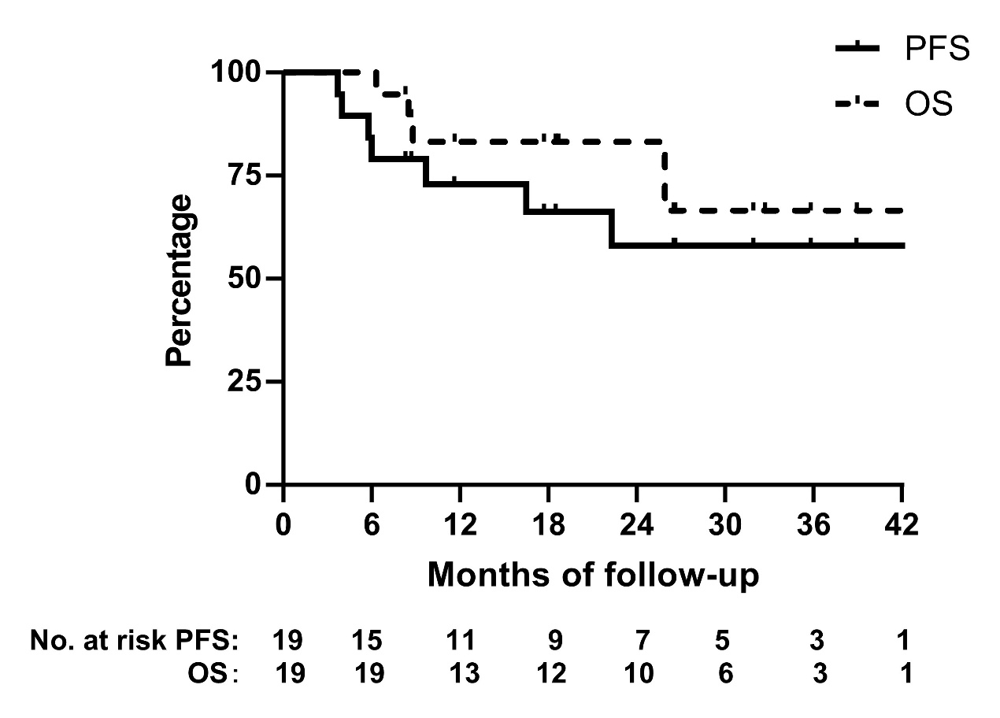 PFS
OS
100
75
50
25
0
Percentage
0 6 12 18 24 30 36 42
Months of follow-up
No. at risk PFS: 19 15 11 9 7 5 3 1
OS: 19 19 13 12 10 6 3 1